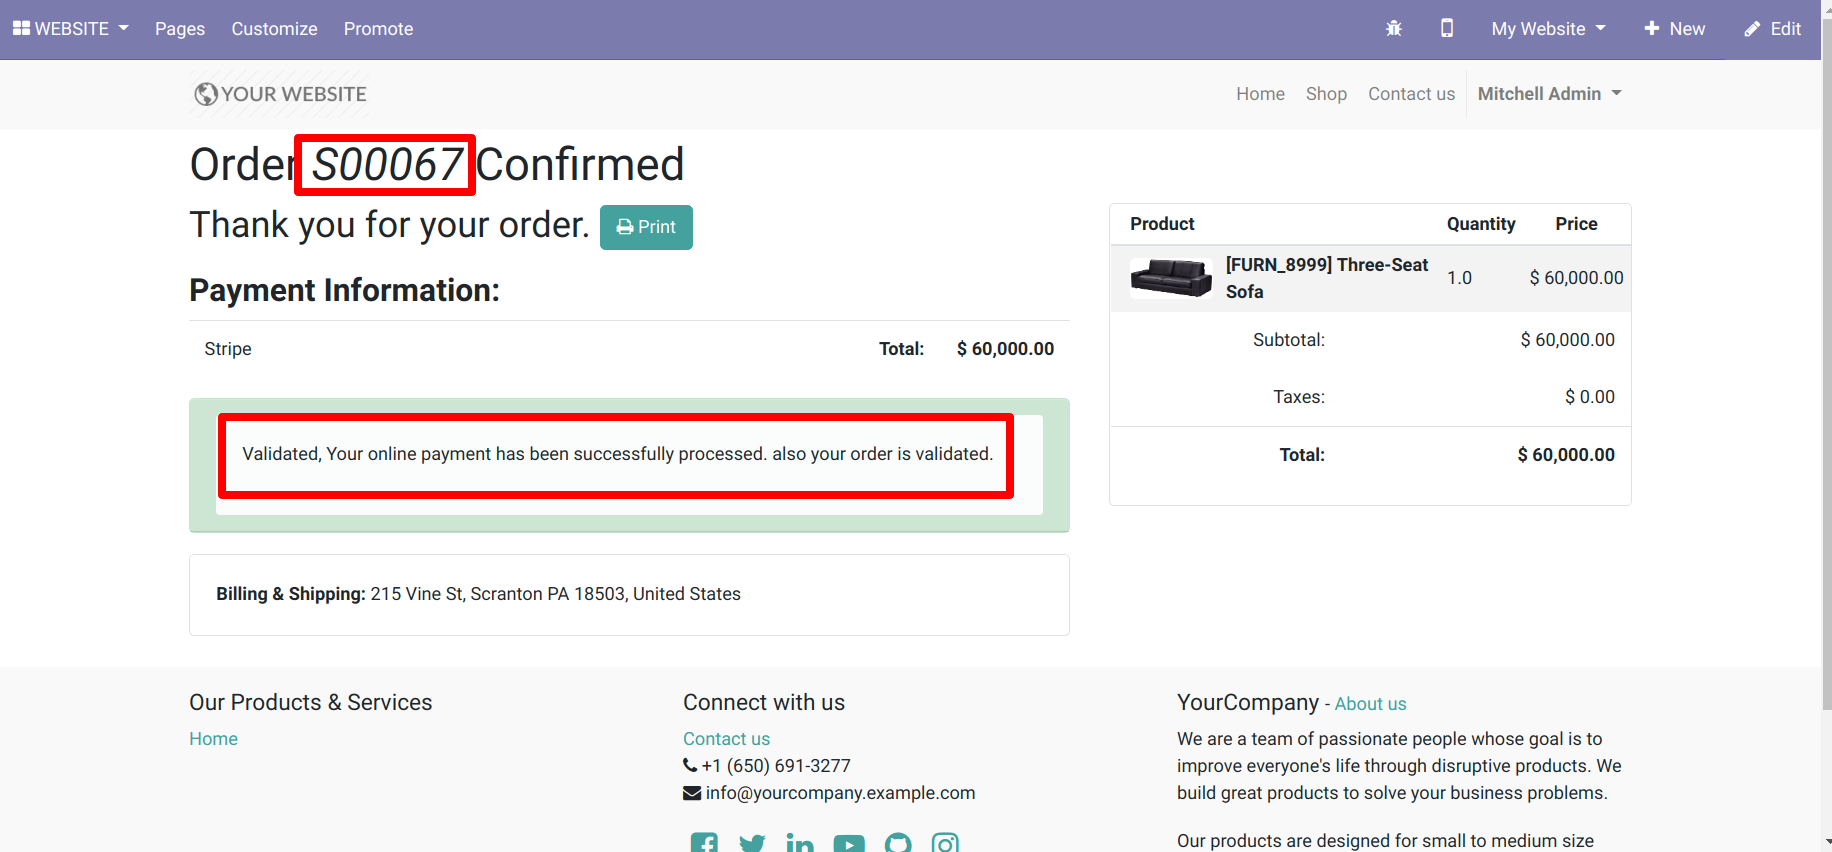 WEBSITE Pages Customize Promote My Website New Edit
YOUR WEBSITE Home Shop Contact us Mitchell Admin
Order S00067 Confirmed
Thank you for your order. Print
Payment Information:
Stripe Total: $ 60,000.00
Validated, Your online payment has been successfully processed. also your order is validated.
Billing & Shipping: 215 Vine St, Scranton PA 18503, United States
Product Quantity Price
[FURN_8999] Three-Seat
Sofa 1.0 $ 60,000.00
Subtotal: $ 60,000.00
Taxes: $ 0.00
Total: $ 60,000.00
Our Products & Services
Home
Connect with us
Contact us
+1 (650) 691-3277
info@yourcompany.example.com
YourCompany - About us
We are a team of passionate people whose goal is to
improve everyone's life through disruptive products. We
build great products to solve your business problems.
Our products are designed for small to medium size